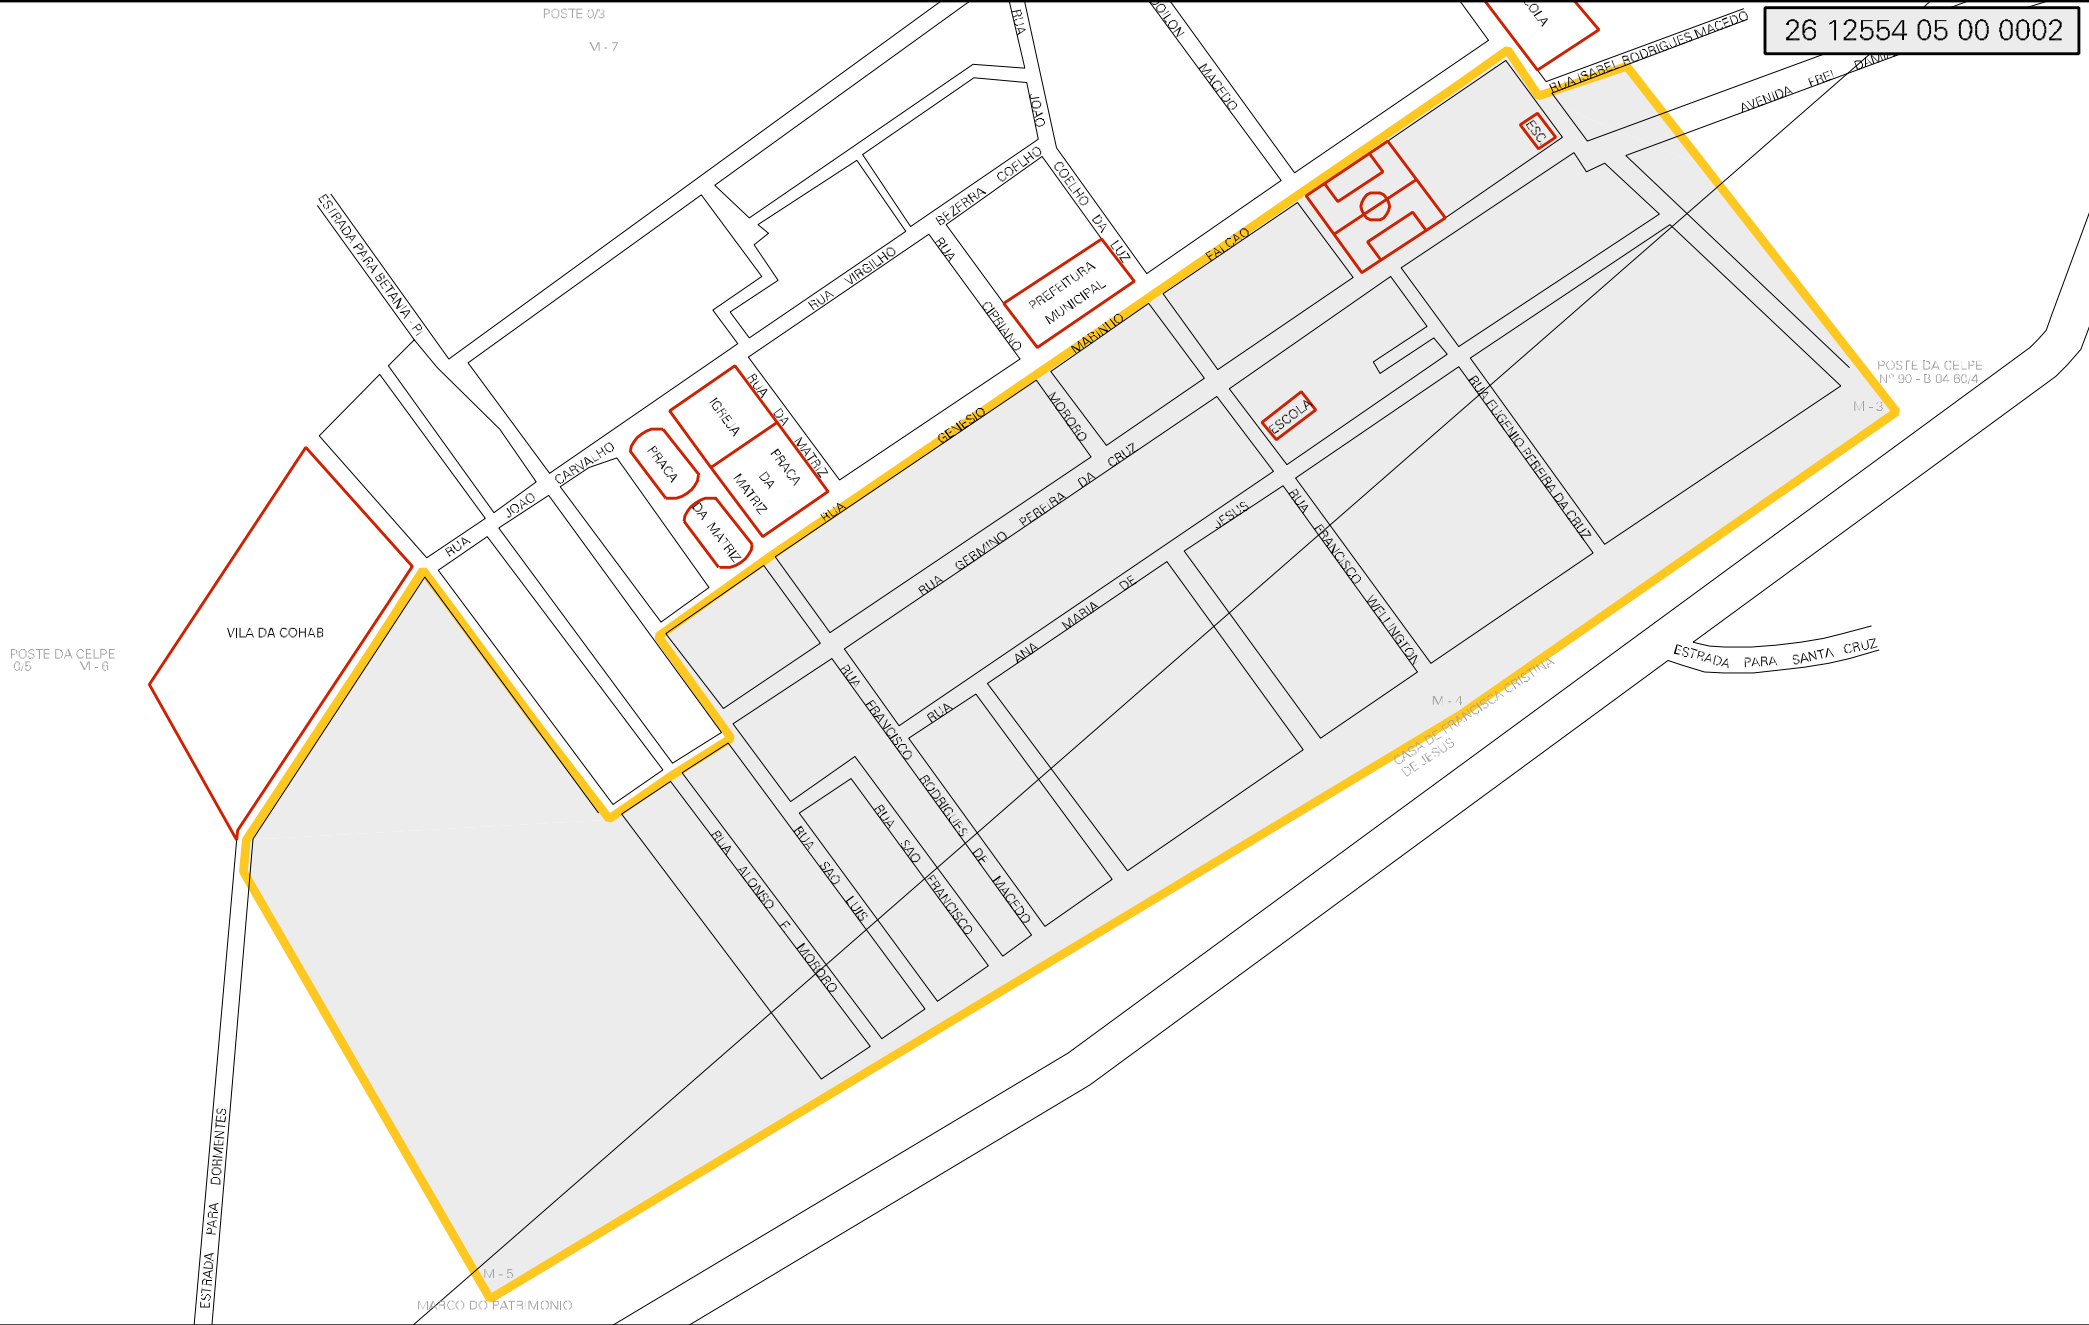 POSTE 0/3
M - 7
26 12554 05 00 0002
RUA
JOAO
COELHO DA LUZ
MACEDO
RUA ISABEL RODRIGUES MACEDO
AVENIDA FREI
ESC
ESTRADA PARA BETANIA - PI
BEZERRA COELHO
RUA VIRGILHO
RUA
CIPRIANO
PREFEITURA
MUNICIPAL
RUA GENESIO MARINHO FALCAO
IGREJA
RUA DA MATRIZ
PRACA
DA
MATRIZ
PRACA
DA MATRIZ
RUA JOAO CARVALHO
VILA DA COHAB
POSTE DA CELPE
0/5 M - 6
POSTE DA CELPE
Nº 90 - B 04 60/4
M - 3
MORORO
ESCOLA
RUA GERMINO PEREIRA DA CRUZ
RUA EUGENIO PEREIRA DA CRUZ
RUA ANA MARIA DE JESUS
RUA FRANCISCO WELLINGTON
RUA FRANCISCO RODRIGUES DE MACEDO
RUA SAO FRANCISCO
RUA SAO LUIS
RUA ALONSO F MORORO
M - 4
CASA DE FRANCISCA CRISTINA
DE JESUS
ESTRADA PARA SANTA CRUZ
ESTRADA PARA DORMENTES
M - 5
MARCO DO PATRIMONIO